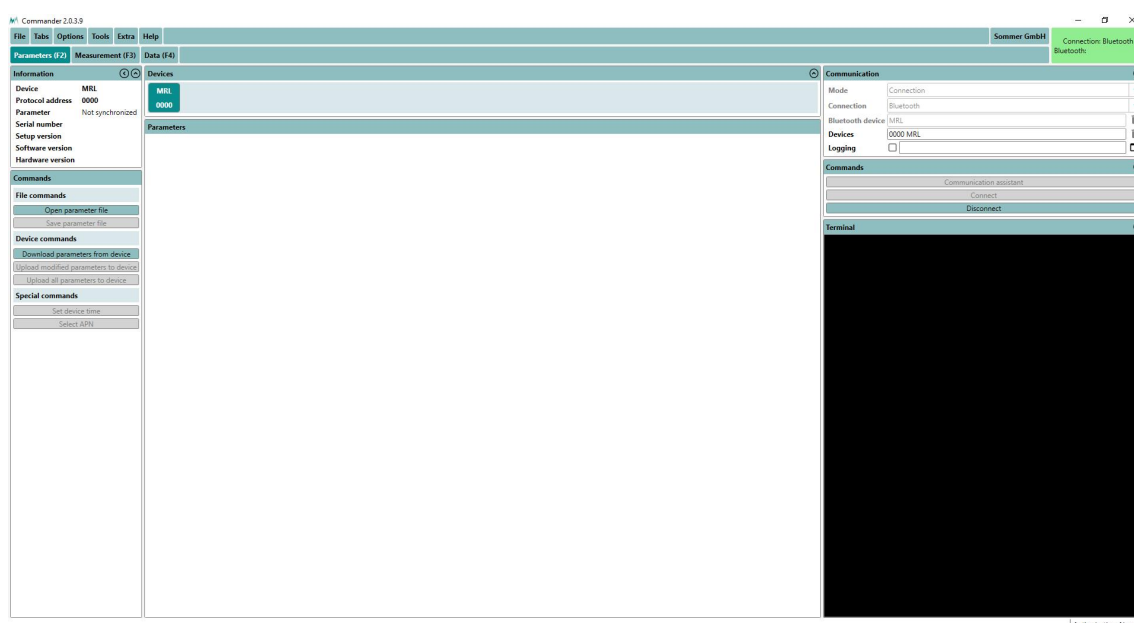 Commander 2.0.3.9
File Tabs Options Tools Extra Help
Sommer GmbH
Connection: Bluetooth
Bluetooth:
Parameters (F2) Measurement (F3) Data (F4)
Information
Device MRL
Protocol address 0000
Parameter Not synchronized
Serial number
Setup version
Software version
Hardware version
Commands
File commands
Open parameter file
Save parameter file
Device commands
Download parameters from device
Upload modified parameters to device
Upload all parameters to device
Special commands
Set device time
Select APN
Devices
MRL
0000
Parameters
Communication
Mode Connection
Connection Bluetooth
Bluetooth device MRL
Devices 0000 MRL
Logging
Commands
Communication assistant
Connect
Disconnect
Terminal